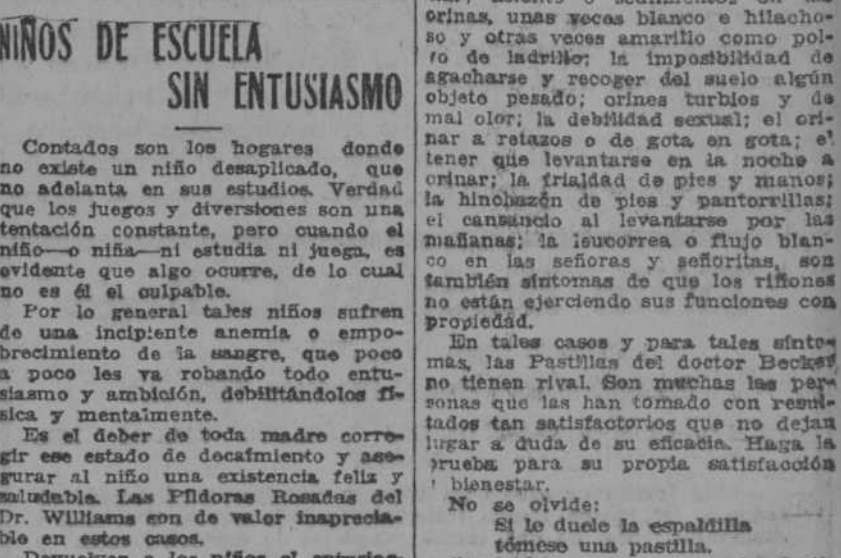 NIÑOS DE ESCUELA
SIN ENTUSIASMO
Contados son los hogares donde
no existe un niño desaplicado, que
no adelanta en sus estudios. Verdad
que los juegos y diversiones son una
tentación constante, pero cuando el
niño—o niña—ni estudia ni juega, es
evidente que algo ocurre, de lo cual
no es él el culpable.
Por lo general tales niños sufren
de una incipiente anemia o empo-
brecimiento de la sangre, que poco
a poco les va robando todo entu-
siasmo y ambición, debilitándolos fí-
sica y mentalmente.
Es el deber de toda madre corre-
gir ese estado de decaimiento y ase-
gurar al niño una existencia feliz y
saludable. Las Píldoras Rosadas del
Dr. Williams son de valor inaprecia-
ble en estos casos.
Devuelven a los niños el
orinas, unas veces blanco e hilacho-
so y otras veces amarillo como pol-
vo de ladrillo; la imposibilidad de
agacharse y recoger del suelo algún
objeto pesado; orines turbios y de
mal olor; la debilidad sexual; el ori-
nar a retazos o de gota en gota; el
tener que levantarse en la noche a
orinar; la frialdad de pies y manos;
la hinchazón de pies y pantorrillas;
el cansancio al levantarse por las
mañanas; la leucorrea o flujo blan-
co en las señoras y señoritas, son
también síntomas de que los riñones
no están ejerciendo sus funciones con
propiedad.
En tales casos y para tales sínto-
mas, las Pastillas del doctor Becker
no tienen rival. Son muchas las per-
sonas que las han tomado con resul-
tados tan satisfactorios que no dejan
lugar a duda de su eficacia. Haga la
prueba para su propia satisfacción
y bienestar.
No se olvide:
Si le duele la espaldilla
tómese una pastilla.